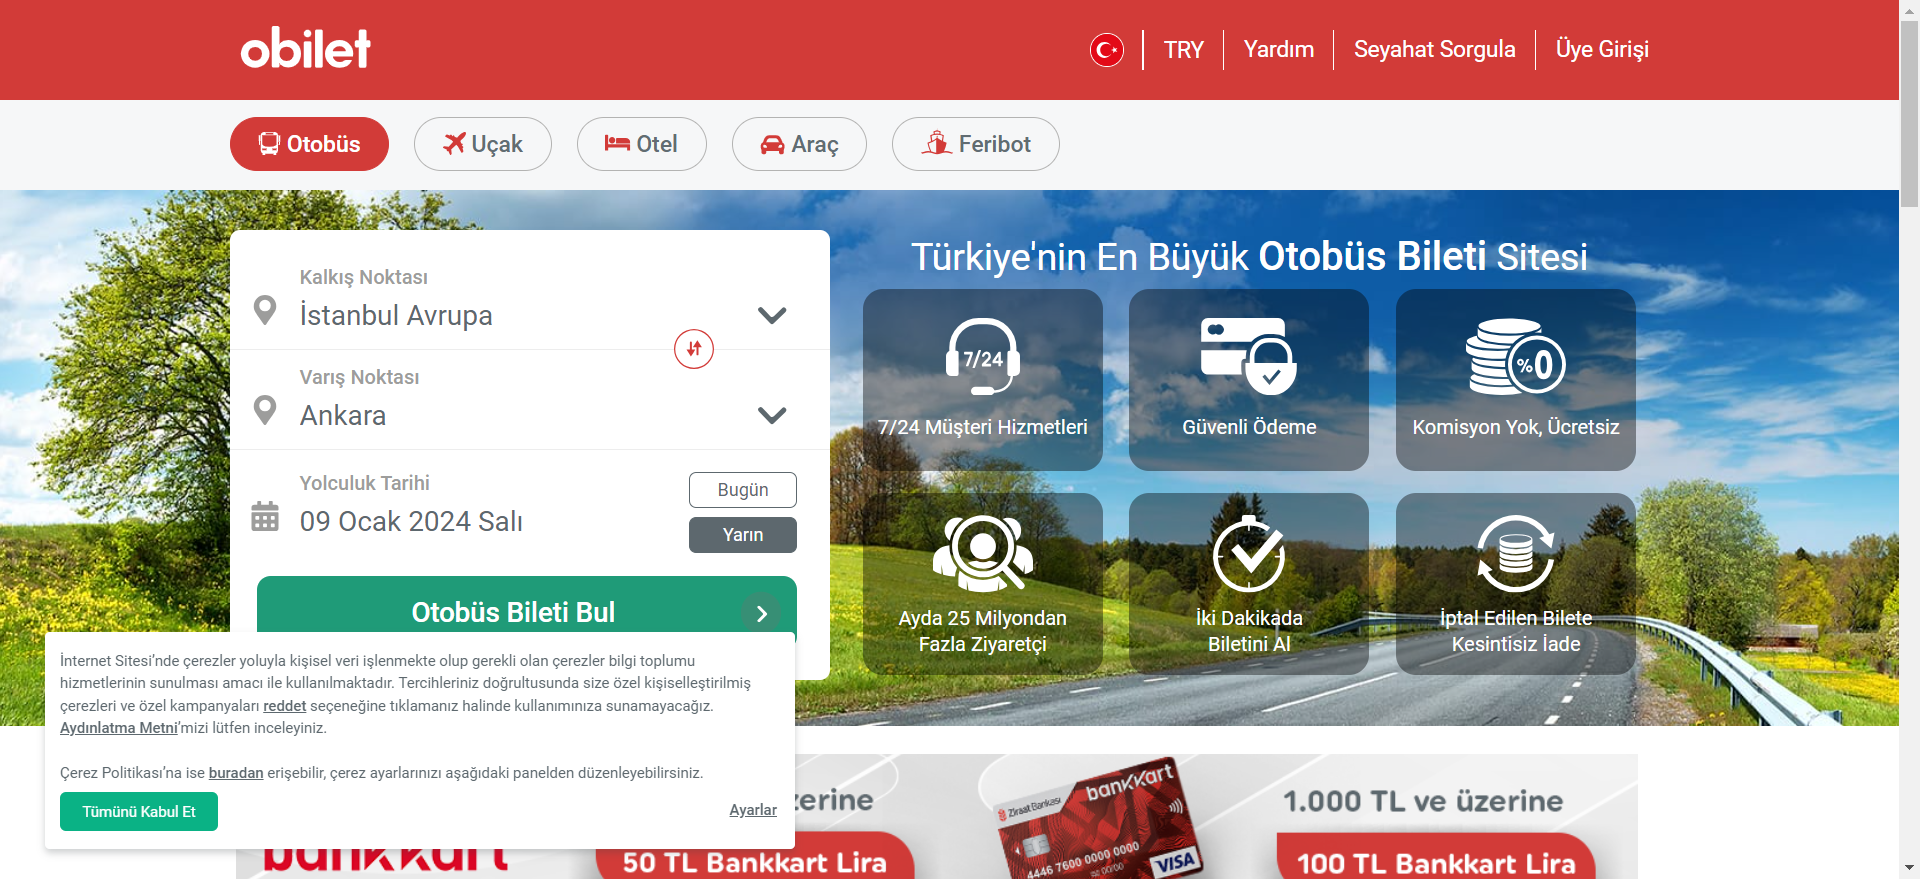 obilet
TRY
Yardım
Seyahat Sorgula
Üye Girişi
Otobüs
Uçak
Otel
Araç
Feribot
Kalkış Noktası
İstanbul Avrupa
Varış Noktası
Ankara
Yolculuk Tarihi
09 Ocak 2024 Salı
Bugün
Yarın
Otobüs Bileti Bul
Türkiye'nin En Büyük Otobüs Bileti Sitesi
7/24
7/24 Müşteri Hizmetleri
Güvenli Ödeme
%0
Komisyon Yok, Ücretsiz
Ayda 25 Milyondan
Fazla Ziyaretçi
İki Dakikada
Biletini Al
İptal Edilen Bilete
Kesintisiz İade
İnternet Sitesi’nde çerezler yoluyla kişisel veri işlenmekte olup gerekli olan çerezler bilgi toplumu
hizmetlerinin sunulması amacı ile kullanılmaktadır. Tercihleriniz doğrultusunda size özel kişiselleştirilmiş
çerezleri ve özel kampanyaları reddet seçeneğine tıklamanız halinde kullanımınıza sunamayacağız.
Aydınlatma Metni’mizi lütfen inceleyiniz.
Çerez Politikası’na ise buradan erişebilir, çerez ayarlarınızı aşağıdaki panelden düzenleyebilirsiniz.
Tümünü Kabul Et
Ayarlar
bankkart
zerine
50 TL Bankkart Lira
Ziraat Bankası
bankkart
4446 7600 0000 0000
00/00
VISA
1.000 TL ve üzerine
100 TL Bankkart Lira